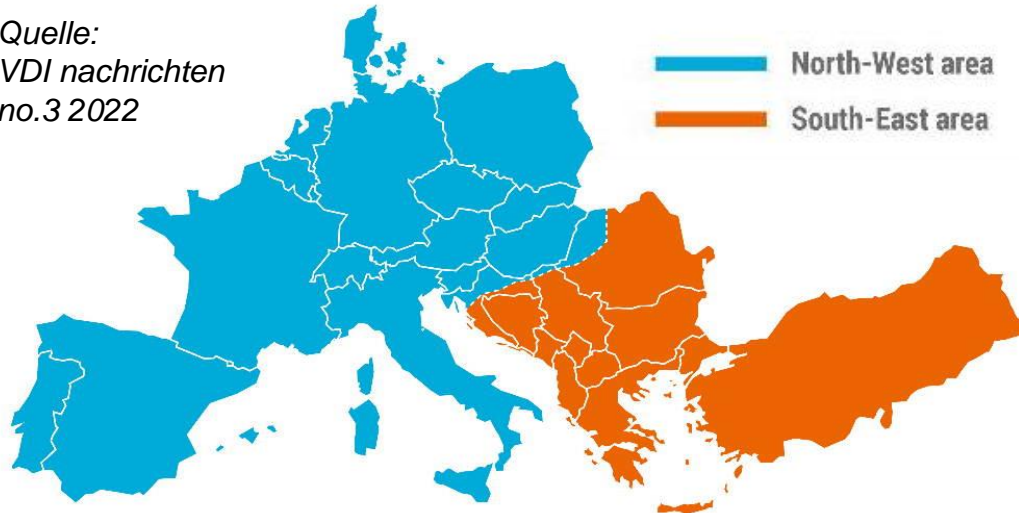 Quelle:
VDI nachrichten
no.3 2022
North-West area
South-East area